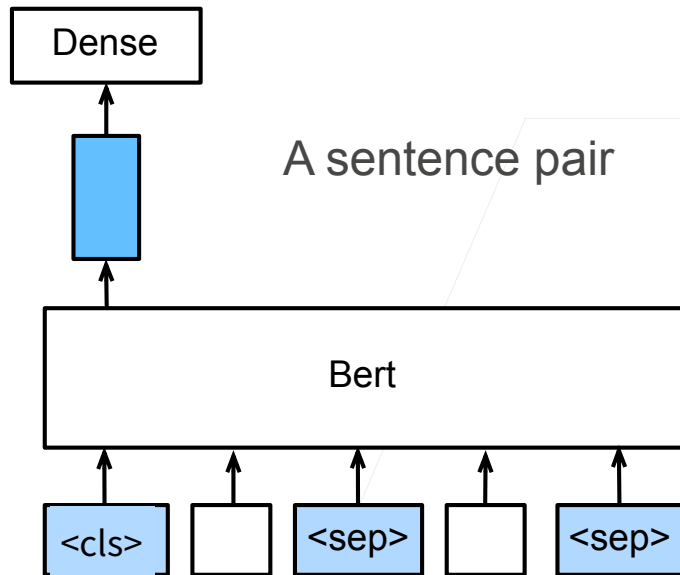 Dense
A sentence pair
Bert
<cls>
<sep>
<sep>